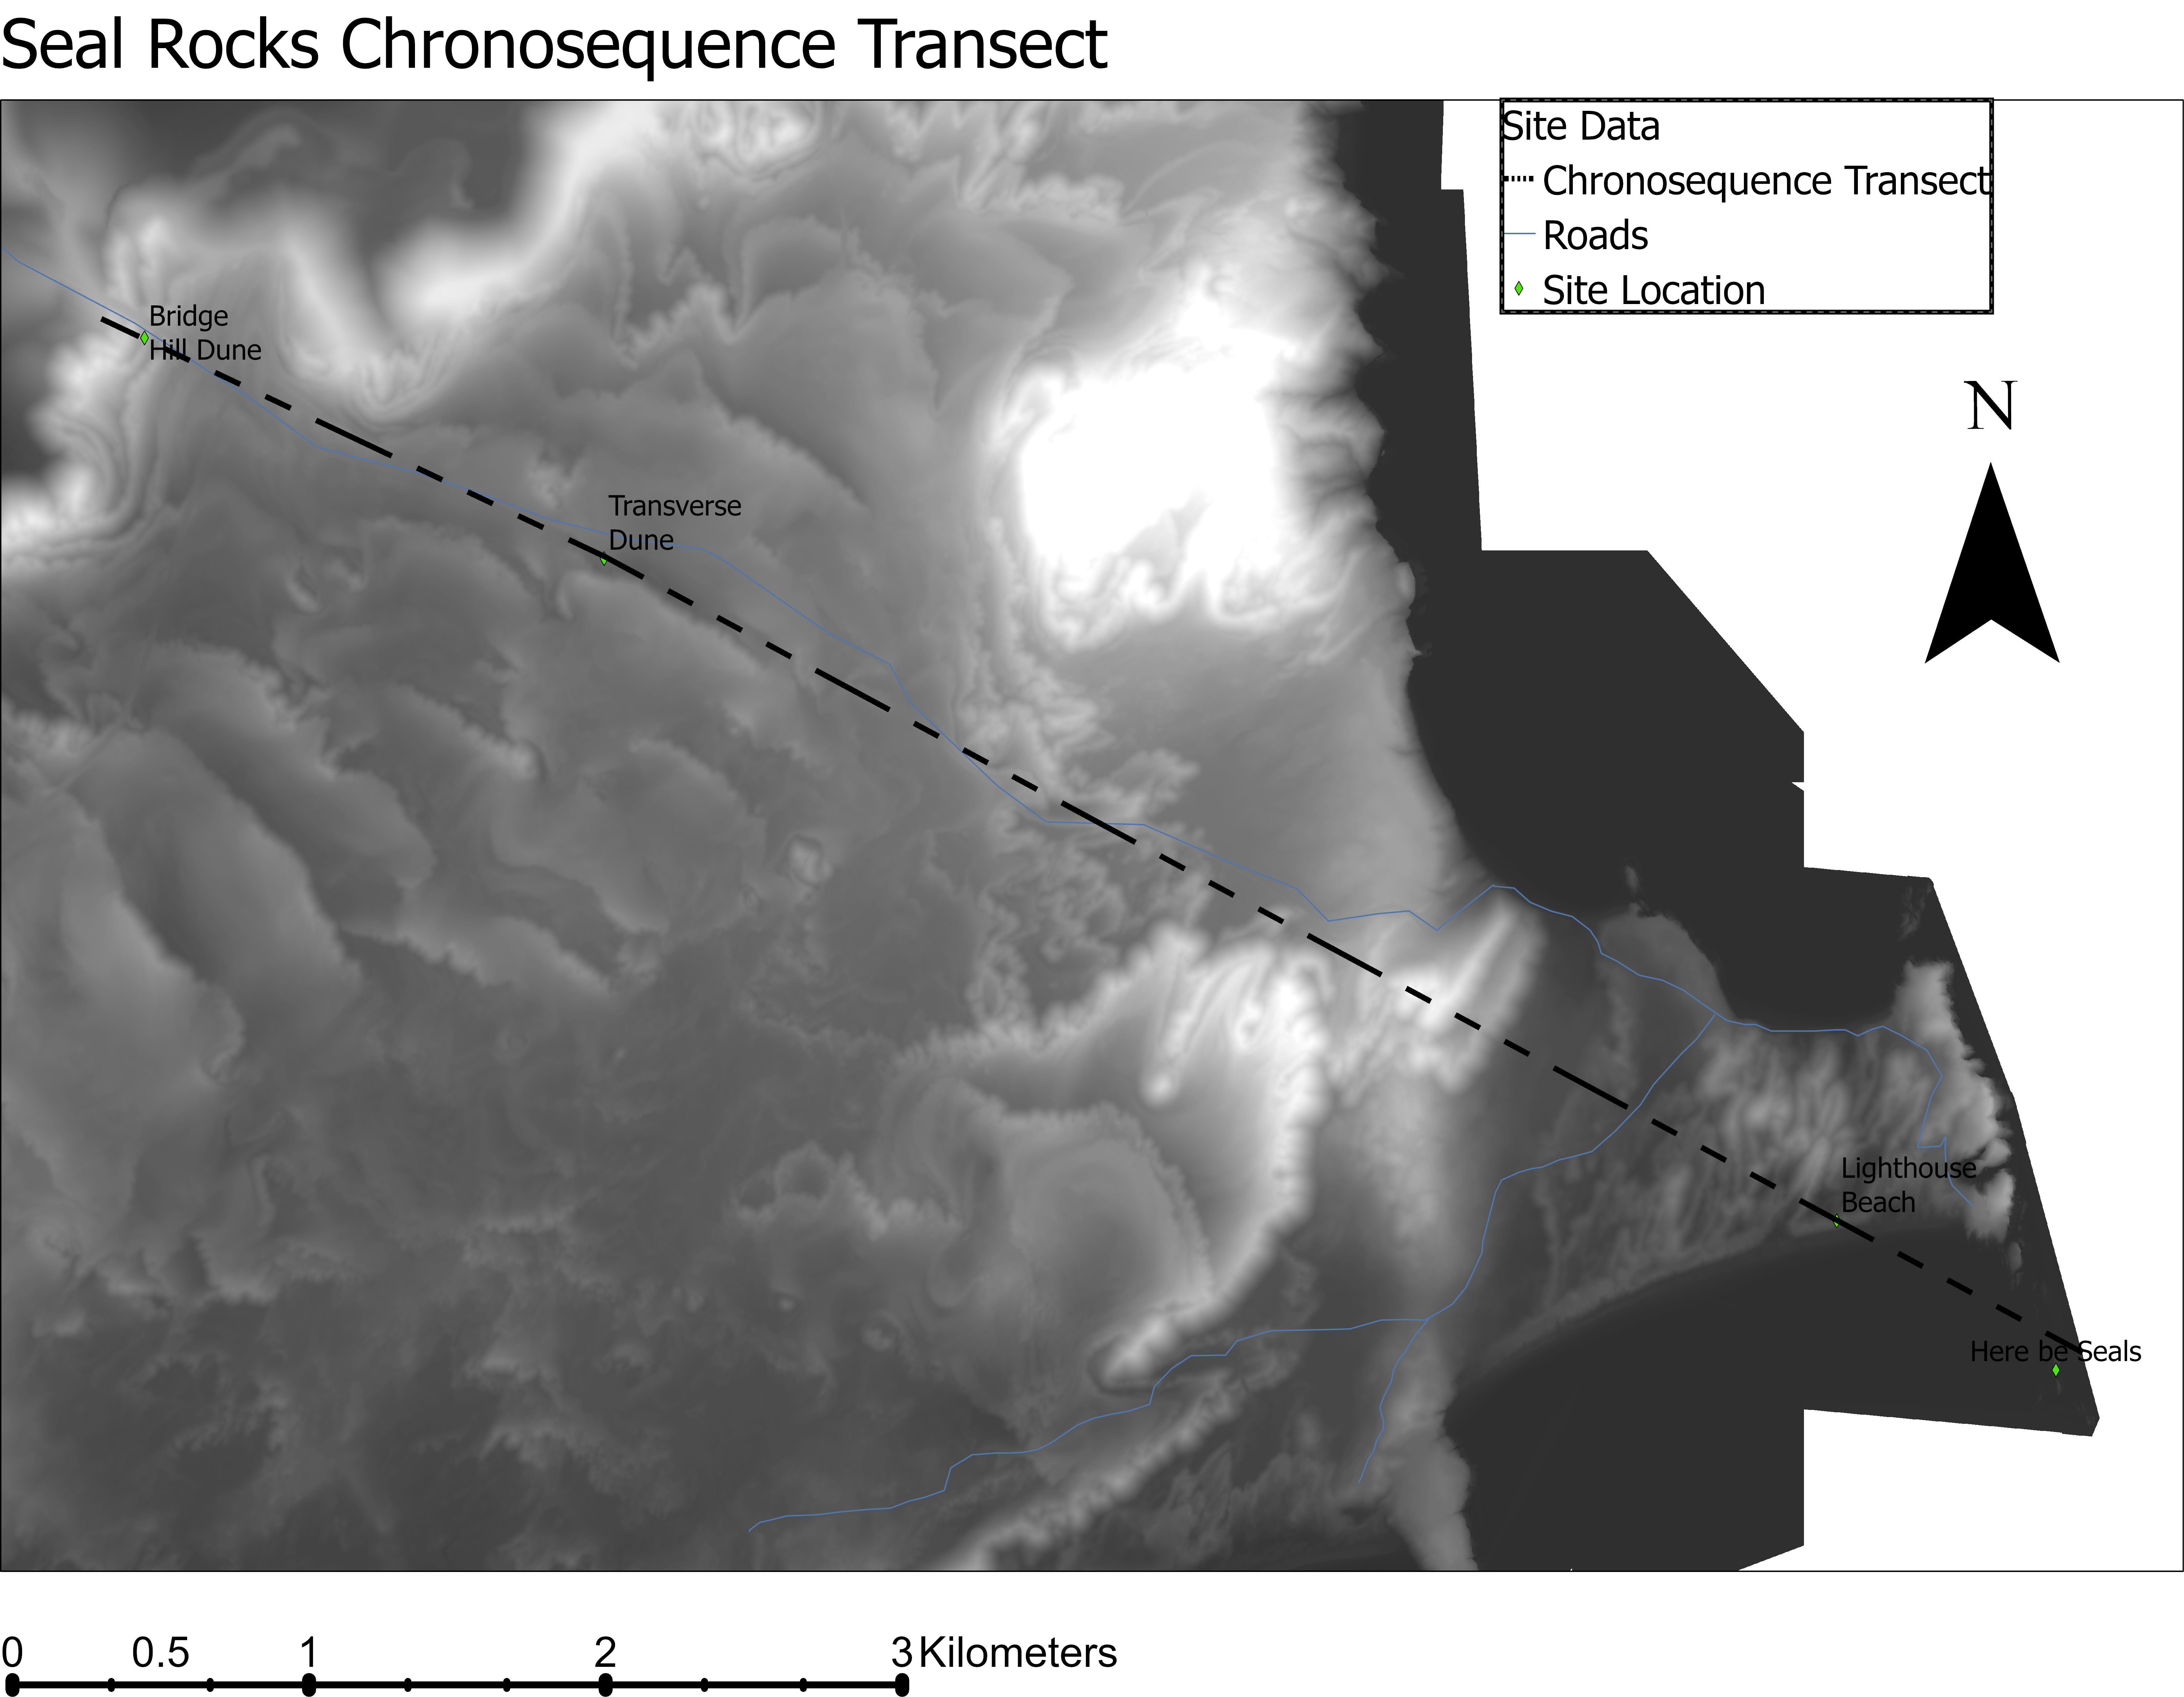 Seal Rocks Chronosequence Transect
Site Data
Chronosequence Transect
Roads
Site Location
N
Bridge
Hill Dune
Transverse
Dune
Lighthouse
Beach
Here be Seals
0 0.5 1 2 3 Kilometers